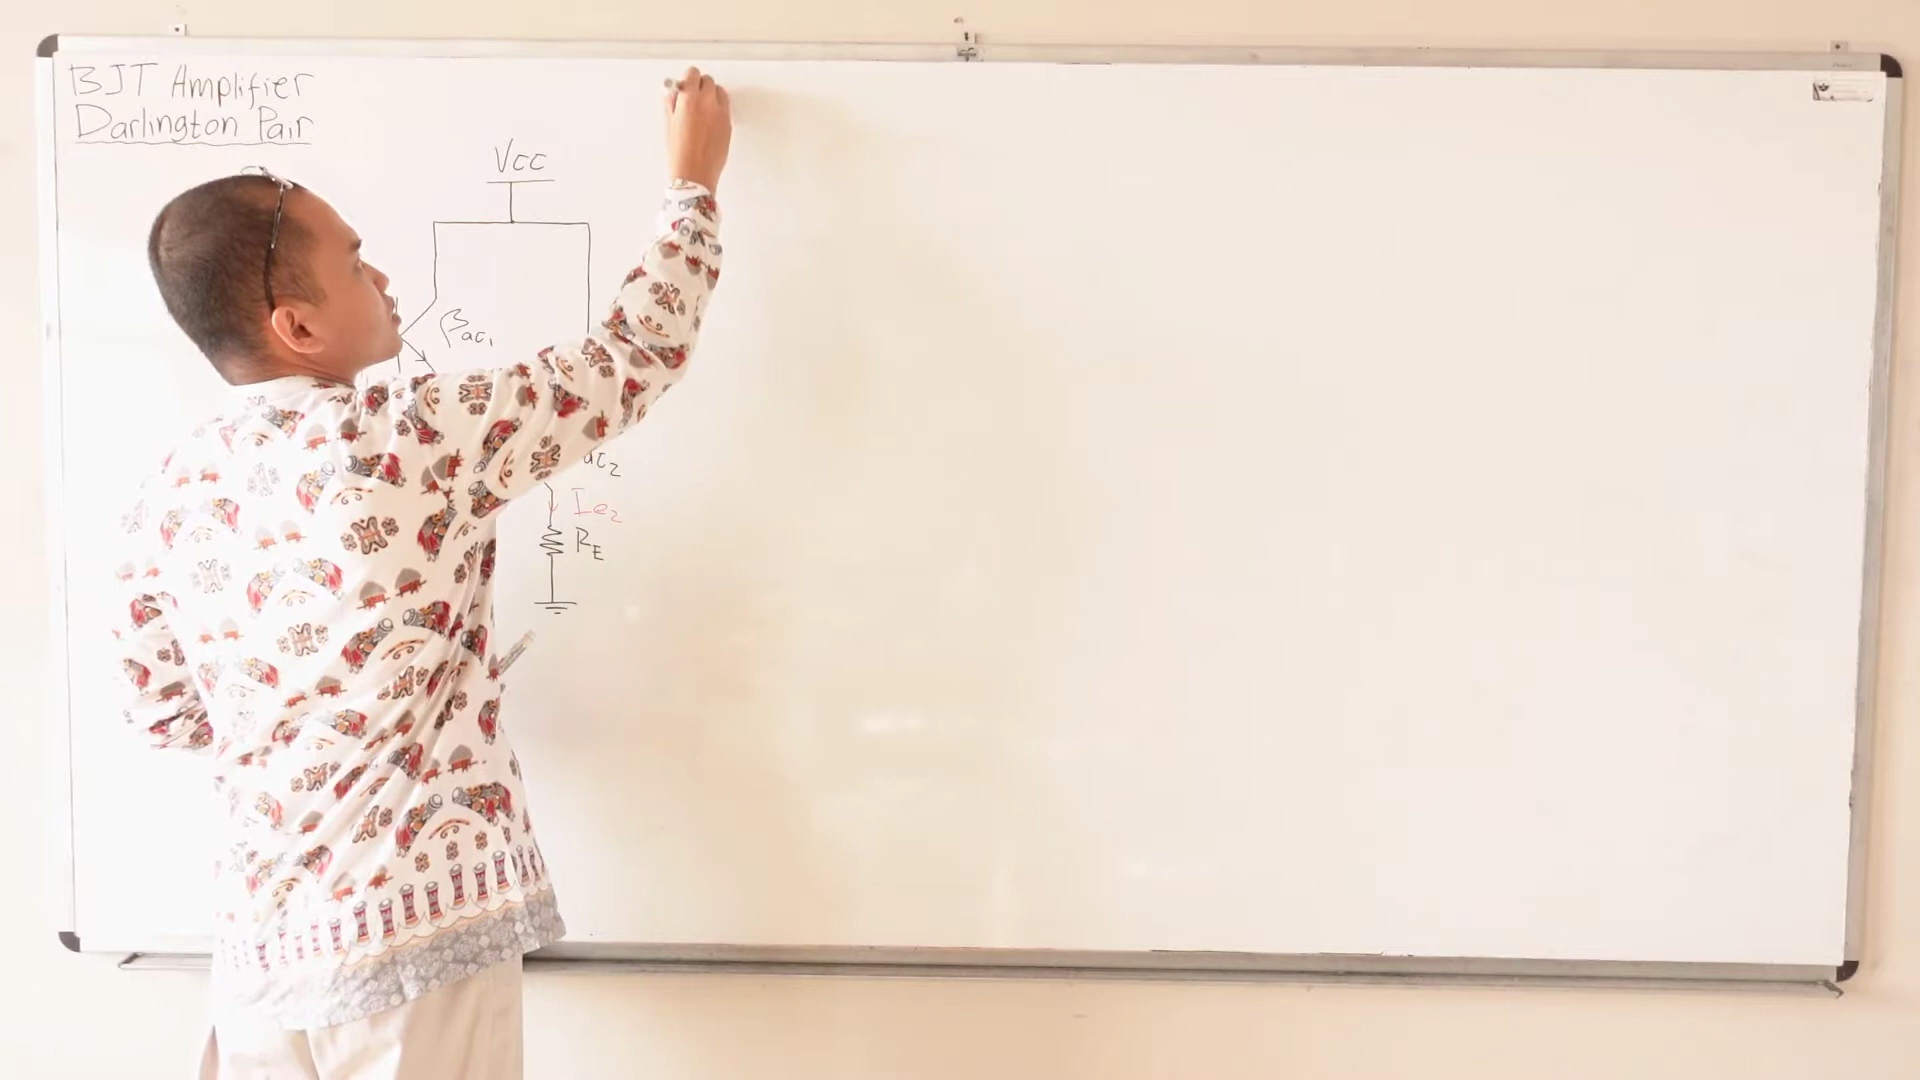 BJT Amplifier
Darlington Pair
VCC
βac1
ac2
Ie2
RE